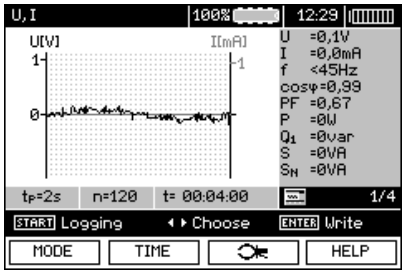 U, I 100% 12:29
U[V] I[mA]
1 1
0
U =0,1V
I =0,0mA
f <45Hz
cosφ=0,99
PF =0,67
P =0W
Q₁ =0var
S =0VA
Sɴ =0VA
tₚ=2s n=120 t= 00:04:00 1/4
START Logging Choose ENTER Write
MODE TIME HELP